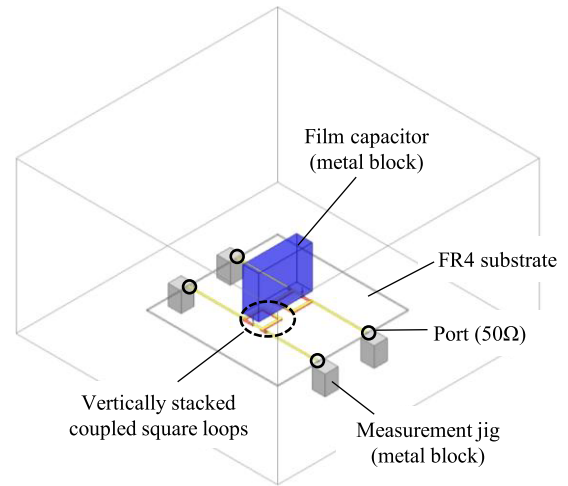 Film capacitor
(metal block)
FR4 substrate
Port (50Ω)
Vertically stacked
coupled square loops
Measurement jig
(metal block)